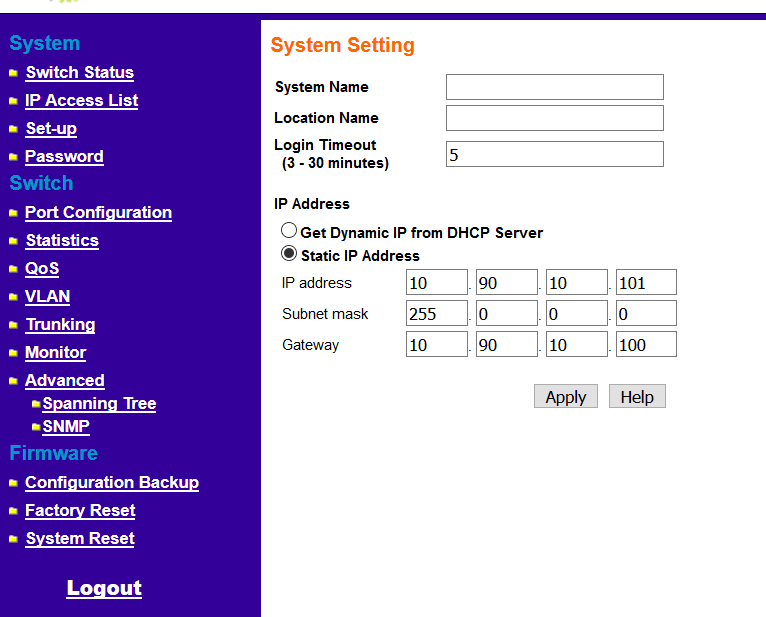 System
Switch Status
IP Access List
Set-up
Password
Switch
Port Configuration
Statistics
QoS
VLAN
Trunking
Monitor
Advanced
Spanning Tree
SNMP
Firmware
Configuration Backup
Factory Reset
System Reset
Logout
System Setting
System Name
Location Name
Login Timeout
(3 - 30 minutes) 5
IP Address
Get Dynamic IP from DHCP Server
Static IP Address
IP address 10 . 90 . 10 . 101
Subnet mask 255 . 0 . 0 . 0
Gateway 10 . 90 . 10 . 100
Apply Help